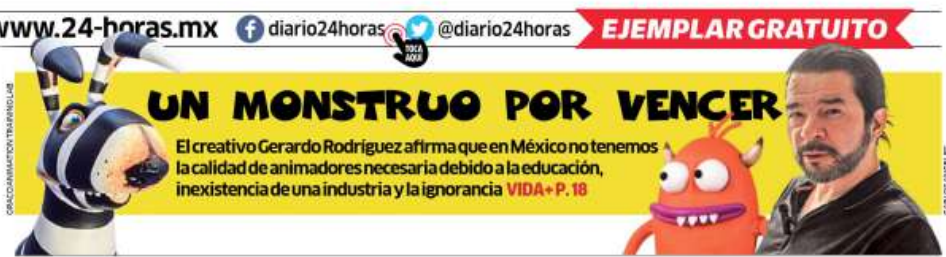 www.24-horas.mx diario24horas @diario24horas EJEMPLAR GRATUITO
TOCA
AQUÍ
UN MONSTRUO POR VENCER
El creativo Gerardo Rodríguez afirma que en México no tenemos
la calidad de animadores necesaria debido a la educación,
inexistencia de una industria y la ignorancia VIDA+ P. 18